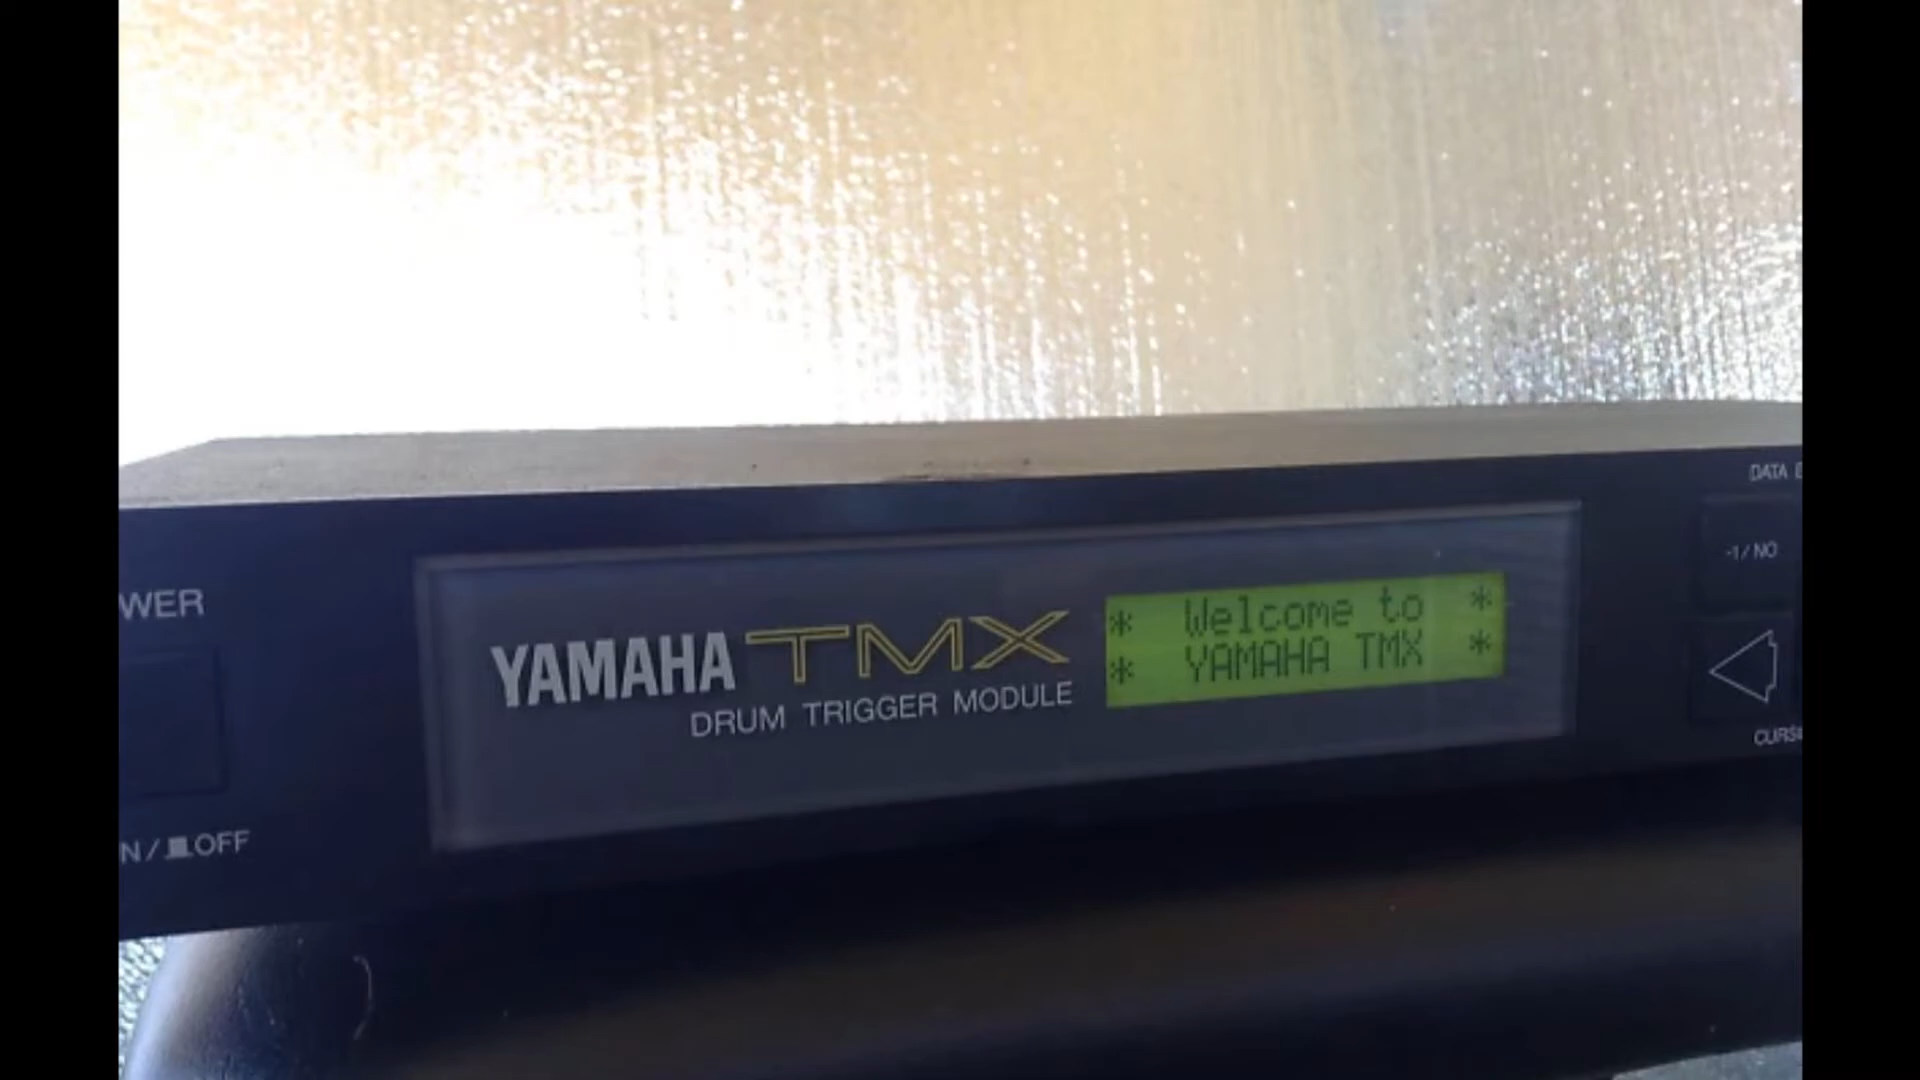 DATA
-1/NO
WER
YAMAHA TMX
DRUM TRIGGER MODULE
* Welcome to *
* YAMAHA TMX *
N/OFF
CURS